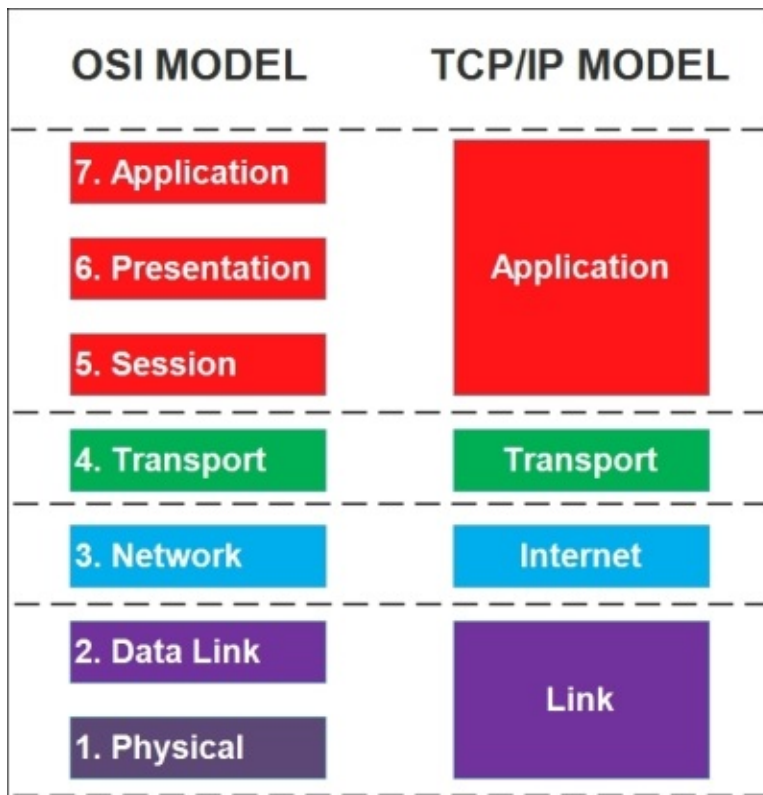 OSI MODEL TCP/IP MODEL
7. Application
6. Presentation
Application
5. Session
4. Transport
Transport
3. Network
Internet
2. Data Link
Link
1. Physical